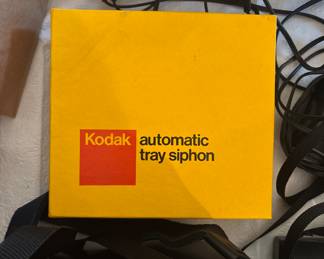 Kodak automatic
tray siphon